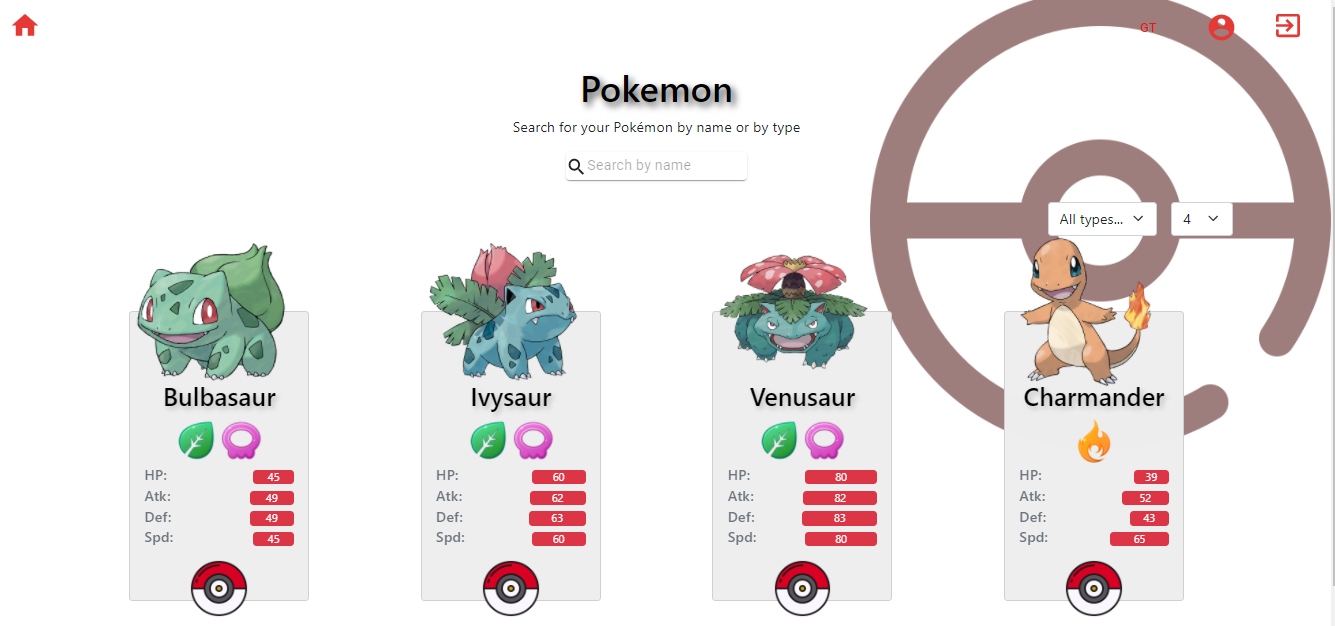 GT
Pokemon
Search for your Pokémon by name or by type
Search by name
All types... 4
Bulbasaur
HP: 45
Atk: 49
Def: 49
Spd: 45
Ivysaur
HP: 60
Atk: 62
Def: 63
Spd: 60
Venusaur
HP: 80
Atk: 82
Def: 83
Spd: 80
Charmander
HP: 39
Atk: 52
Def: 43
Spd: 65